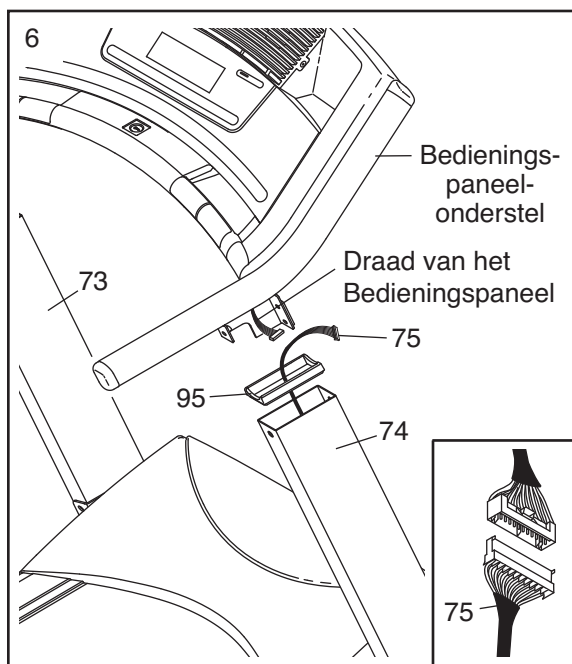 6
Bedienings-
paneel-
onderstel
Draad van het
Bedieningspaneel
73
75
95
74
75